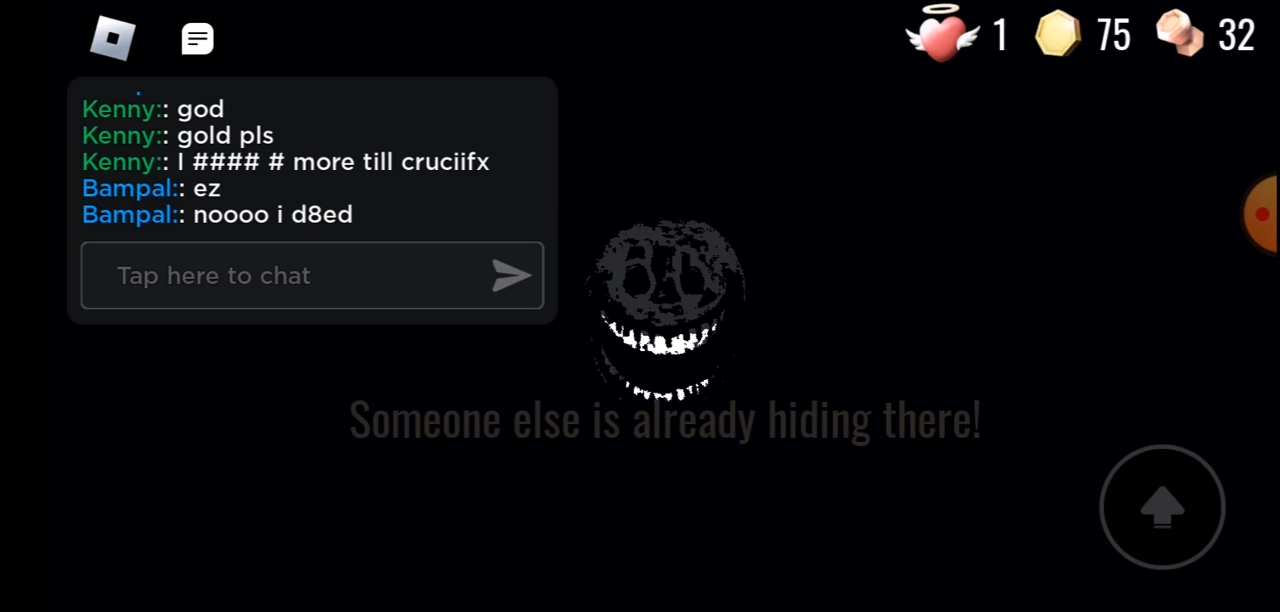 1 75 32
Kenny:: god
Kenny:: gold pls
Kenny:: I #### # more till cruciifx
Bampal:: ez
Bampal:: noooo i d8ed
Tap here to chat
Someone else is already hiding there!